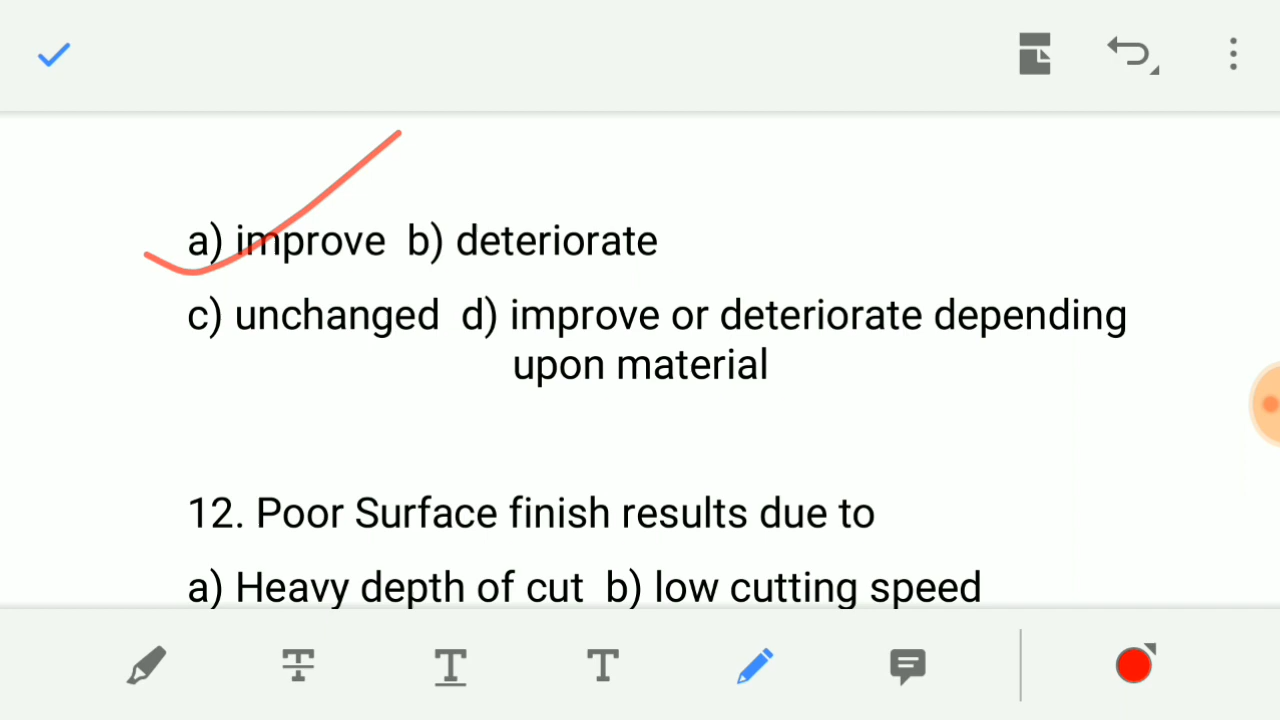 a) improve b) deteriorate
c) unchanged d) improve or deteriorate depending
upon material
12. Poor Surface finish results due to
a) Heavy depth of cut b) low cutting speed